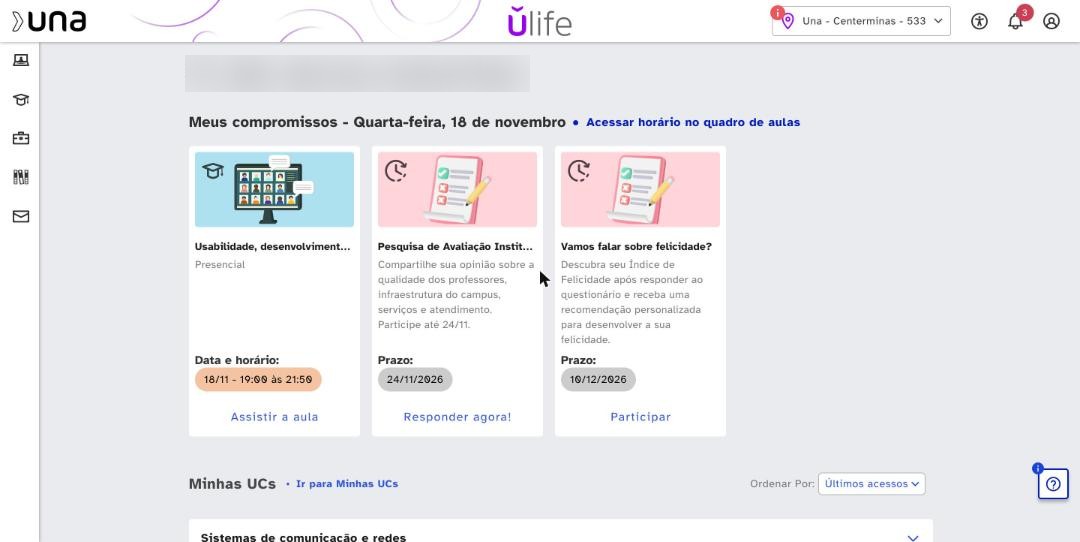 una
ŭlife
Una - Centerminas - 533
3
Meus compromissos - Quarta-feira, 18 de novembro • Acessar horário no quadro de aulas
Usabilidade, desenvolviment...
Presencial
Data e horário:
18/11 - 19:00 às 21:50
Assistir a aula
Pesquisa de Avaliação Instit...
Compartilhe sua opinião sobre a
qualidade dos professores,
infraestrutura do campus,
serviços e atendimento.
Participe até 24/11.
Prazo:
24/11/2026
Responder agora!
Vamos falar sobre felicidade?
Descubra seu Índice de
Felicidade após responder ao
questionário e receba uma
recomendação personalizada
para desenvolver a sua
felicidade.
Prazo:
10/12/2026
Participar
Minhas UCs • Ir para Minhas UCs
Ordenar Por: Últimos acessos
Sistemas de comunicação e redes